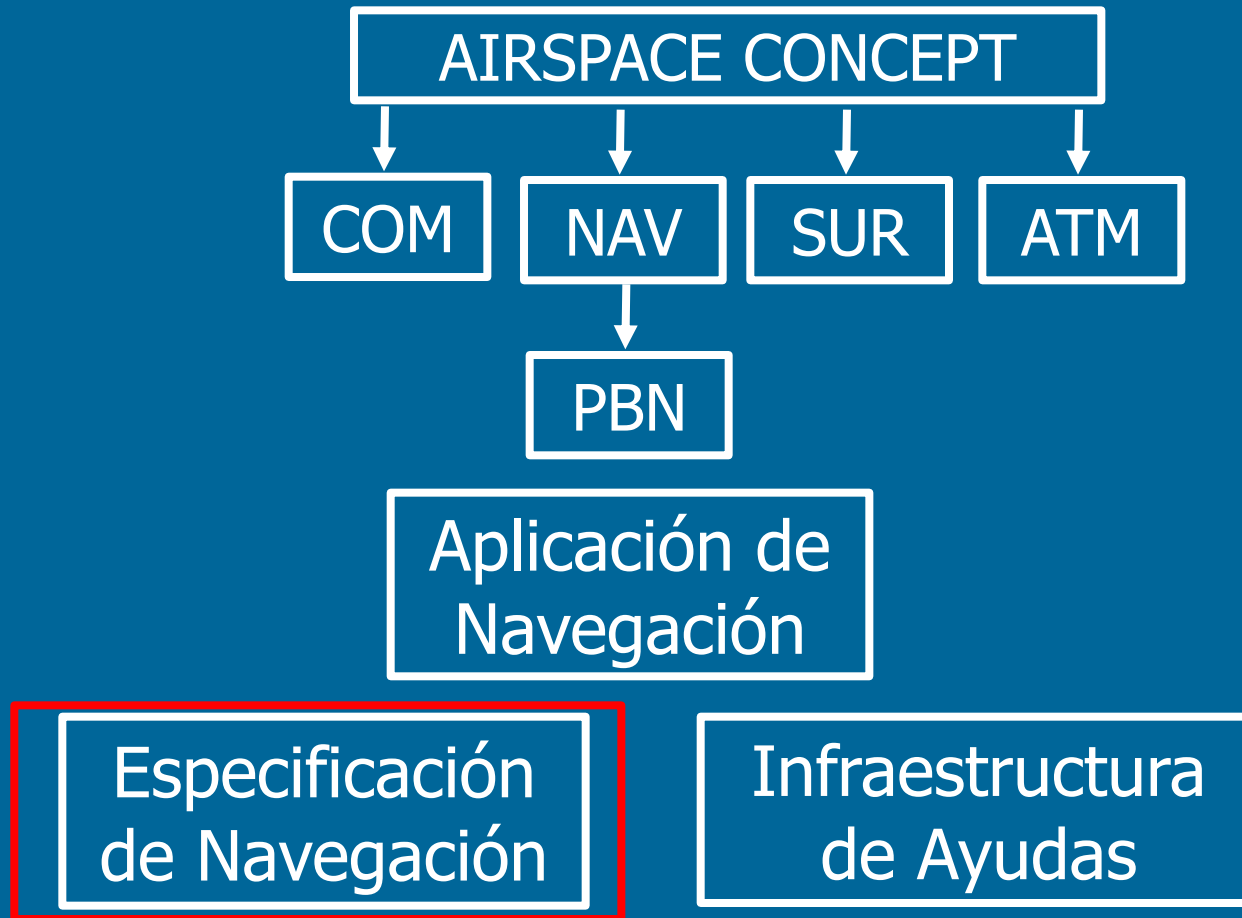 AIRSPACE CONCEPT
COM
NAV
SUR
ATM
PBN
Aplicación de
Navegación
Especificación
de Navegación
Infraestructura
de Ayudas